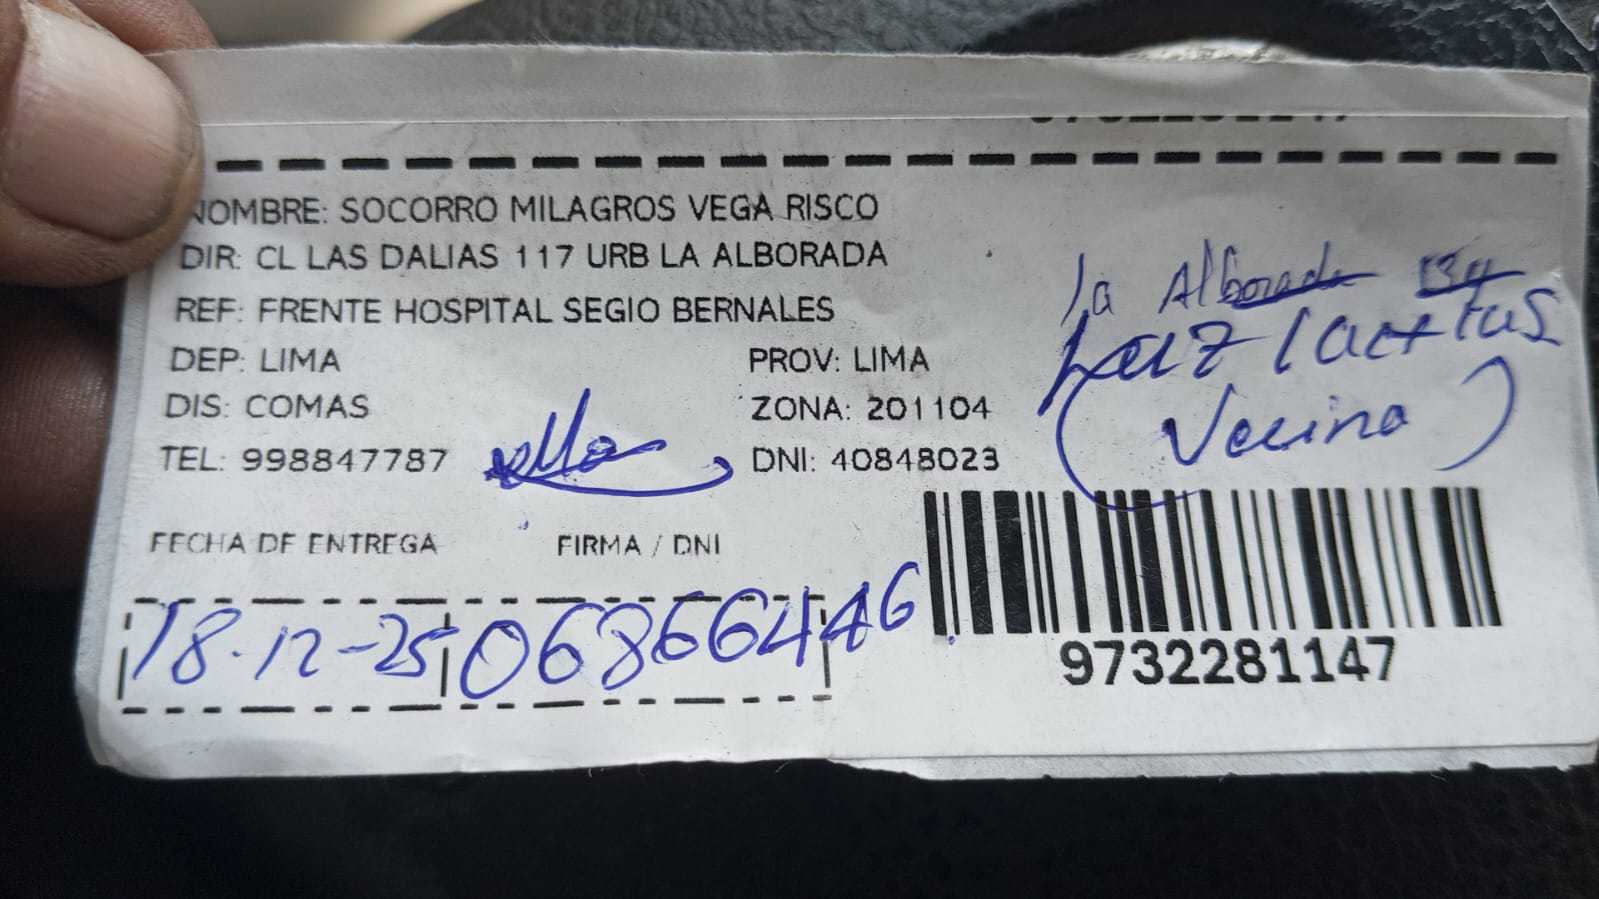 NOMBRE: SOCORRO MILAGROS VEGA RISCO
DIR: CL LAS DALIAS 117 URB LA ALBORADA
REF: FRENTE HOSPITAL SEGIO BERNALES
DEP: LIMA PROV: LIMA
DIS: COMAS ZONA: 201104
TEL: 998847787 DNI: 40848023
La Alborada
Luz
(Vecina)
FECHA DE ENTREGA FIRMA / DNI
18-12-25 06866446
9732281147